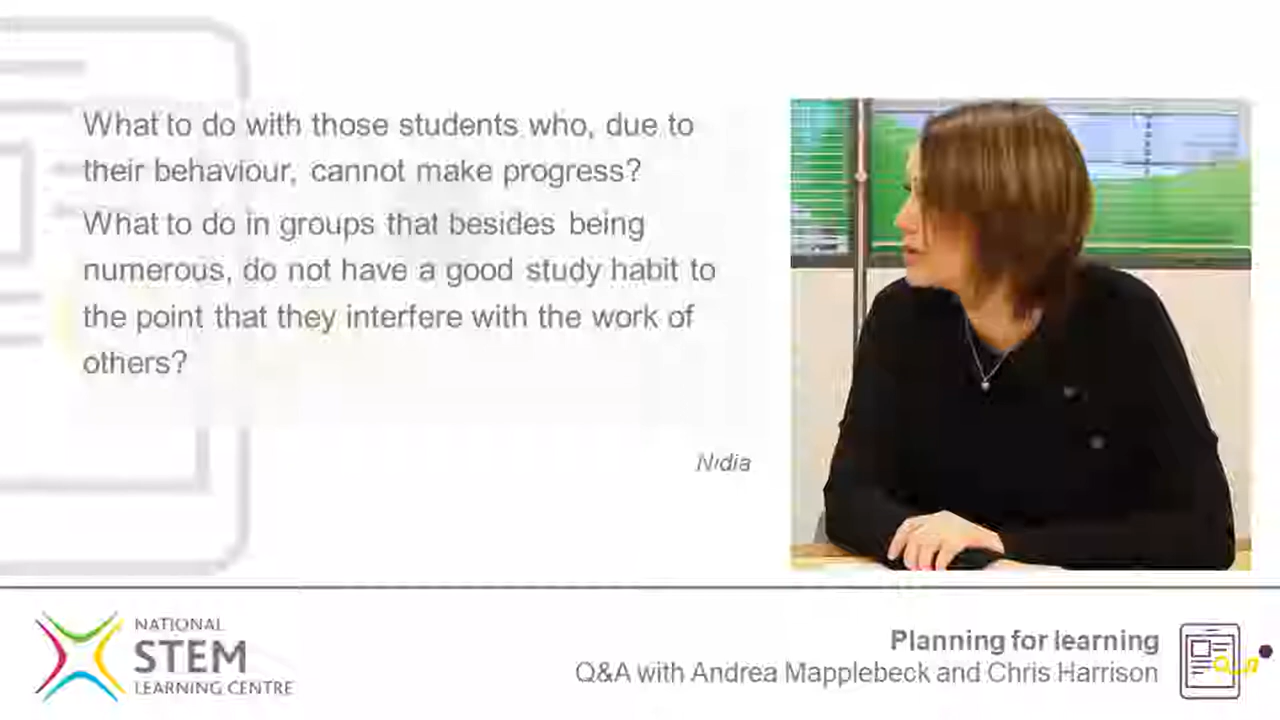 What to do with those students who, due to
their behaviour, cannot make progress?
What to do in groups that besides being
numerous, do not have a good study habit to
the point that they interfere with the work of
others?
Nidia
NATIONAL
STEM
LEARNING CENTRE
Planning for learning
Q&A with Andrea Mapplebeck and Chris Harrison